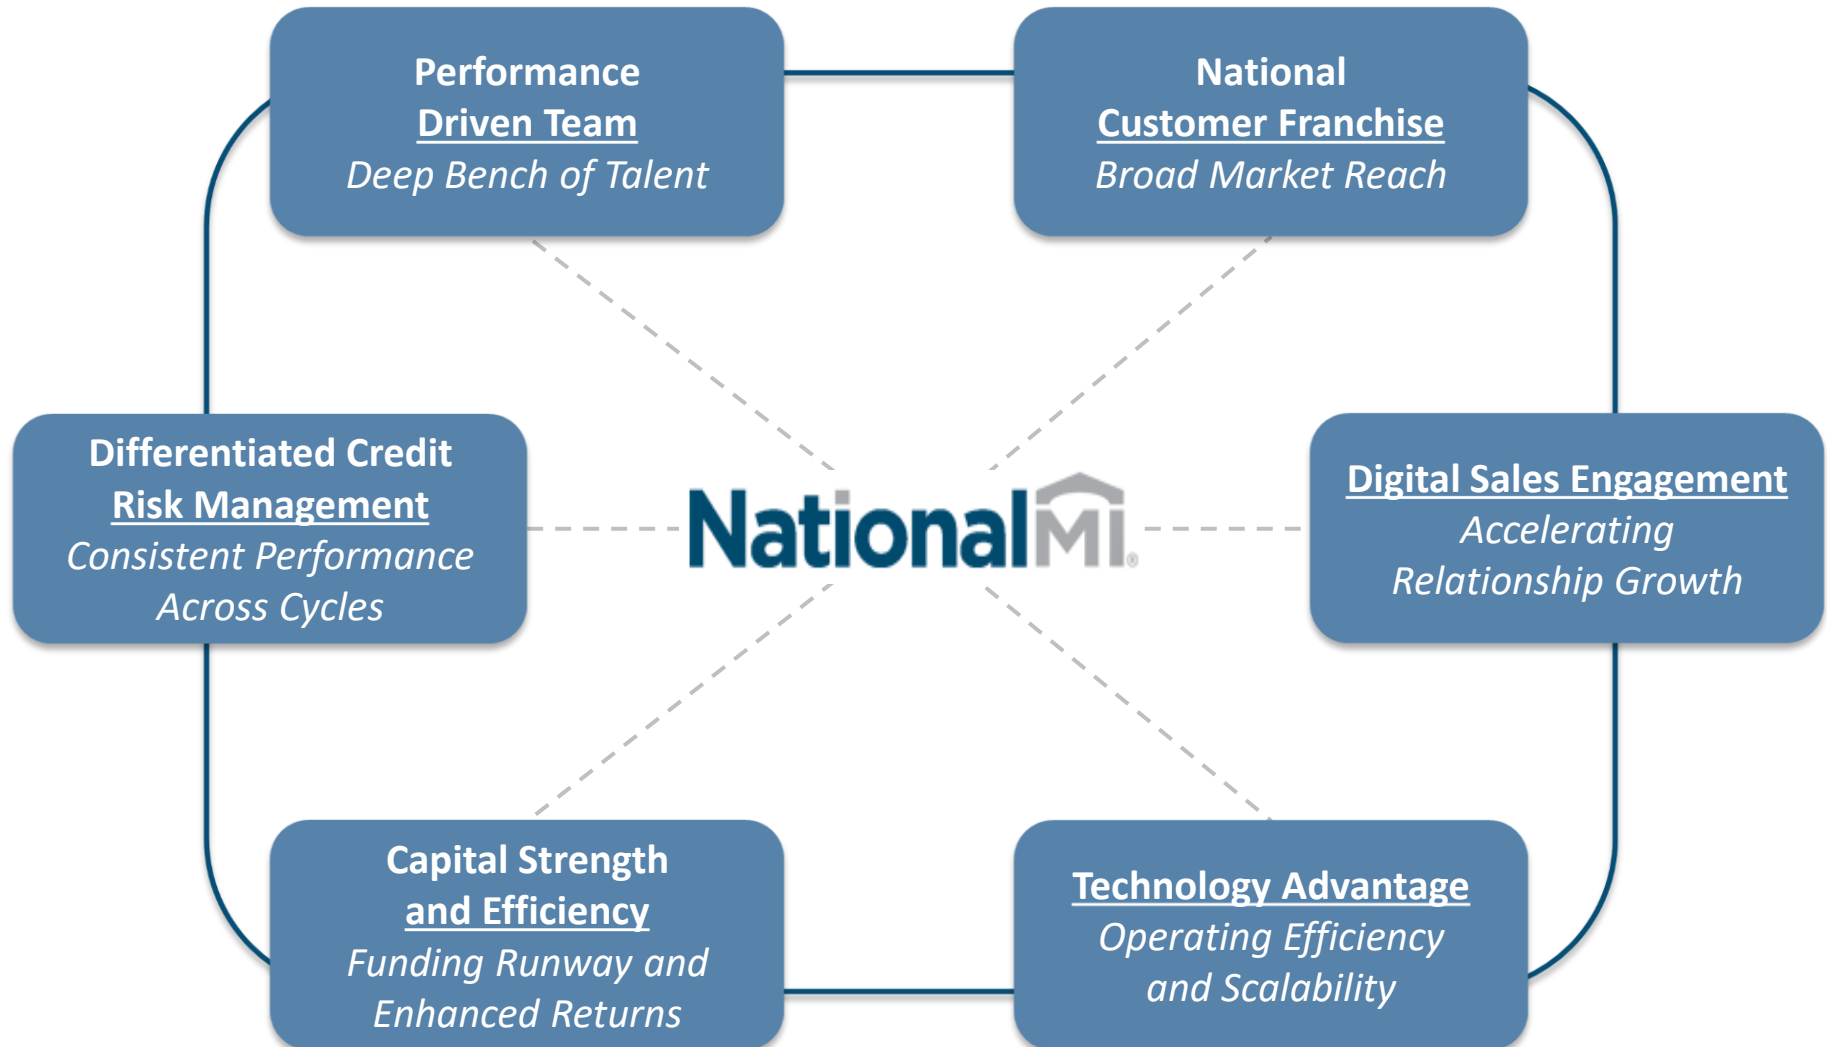 Performance
Driven Team
Deep Bench of Talent
National
Customer Franchise
Broad Market Reach
Differentiated Credit
Risk Management
Consistent Performance
Across Cycles
NationalMI®
Digital Sales Engagement
Accelerating
Relationship Growth
Capital Strength
and Efficiency
Funding Runway and
Enhanced Returns
Technology Advantage
Operating Efficiency
and Scalability